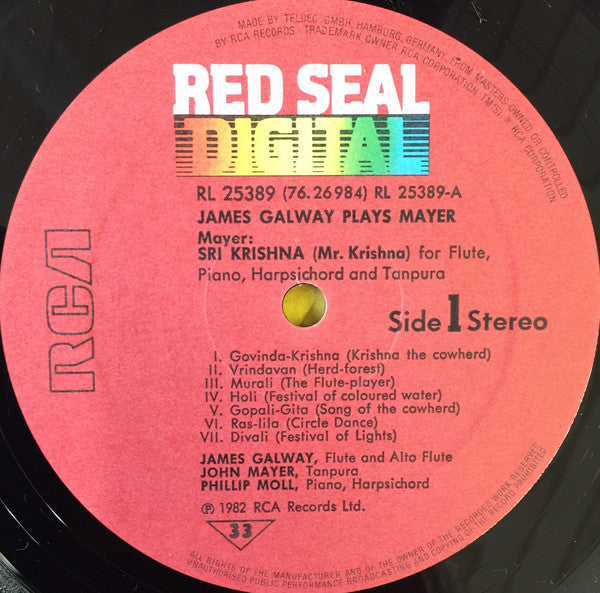 MADE BY TELDEC GMBH, HAMBURG, GERMANY, FROM MASTERS OWNED OR CONTROLLED
BY RCA RECORDS · TRADEMARK OWNER RCA CORPORATION TM(S) ® RCA CORPORATION
RED SEAL
DIGITAL
RL 25389 (76.26984) RL 25389-A
JAMES GALWAY PLAYS MAYER
Mayer:
SRI KRISHNA (Mr. Krishna) for Flute,
Piano, Harpsichord and Tanpura
RCA
Side 1 Stereo
I. Govinda-Krishna (Krishna the cowherd)
II. Vrindavan (Herd-forest)
III. Murali (The Flute-player)
IV. Holi (Festival of coloured water)
V. Gopali-Gita (Song of the cowherd)
VI. Ras-lila (Circle Dance)
VII. Divali (Festival of Lights)
JAMES GALWAY, Flute and Alto Flute
JOHN MAYER, Tanpura
PHILLIP MOLL, Piano, Harpsichord
℗ 1982 RCA Records Ltd.
33
ALL RIGHTS OF THE MANUFACTURER AND OF THE OWNER OF THE RECORDED WORK RESERVED
UNAUTHORISED PUBLIC PERFORMANCE BROADCASTING AND COPYING OF THIS RECORD PROHIBITED